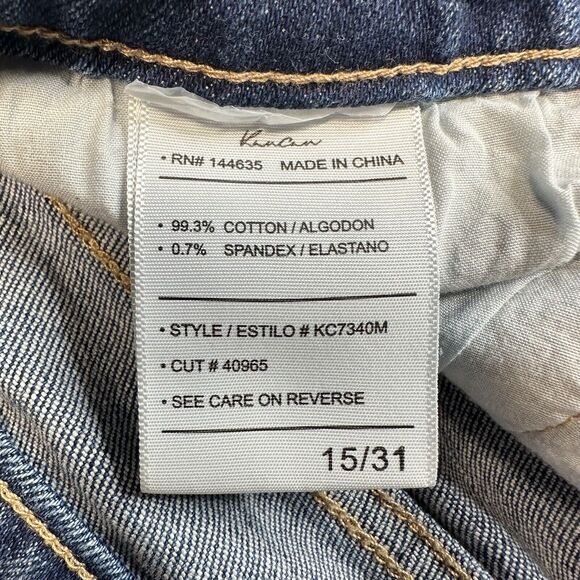 KanCan
• RN# 144635 MADE IN CHINA
• 99.3% COTTON / ALGODON
• 0.7% SPANDEX / ELASTANO
• STYLE / ESTILO # KC7340M
• CUT # 40965
• SEE CARE ON REVERSE
15/31